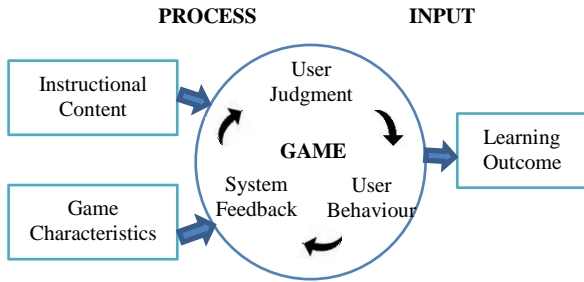 PROCESS
INPUT
Instructional
Content
User
Judgment
GAME
Learning
Outcome
Game
Characteristics
System
Feedback
User
Behaviour